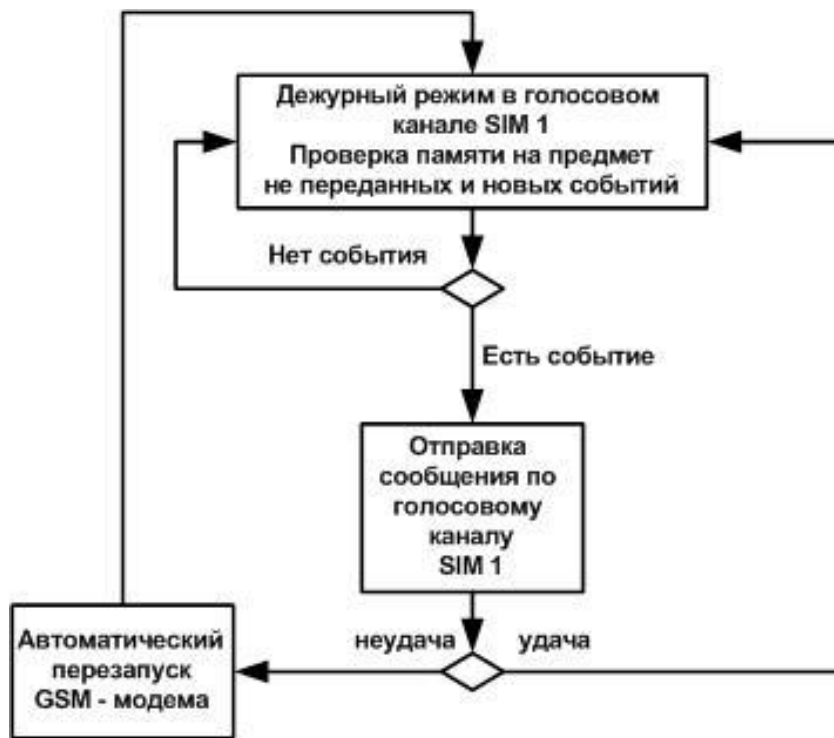 Дежурный режим в голосовом
канале SIM 1
Проверка памяти на предмет
не переданных и новых событий
Нет события
Есть событие
Отправка
сообщения по
голосовому
каналу
SIM 1
неудача
удача
Автоматический
перезапуск
GSM - модема